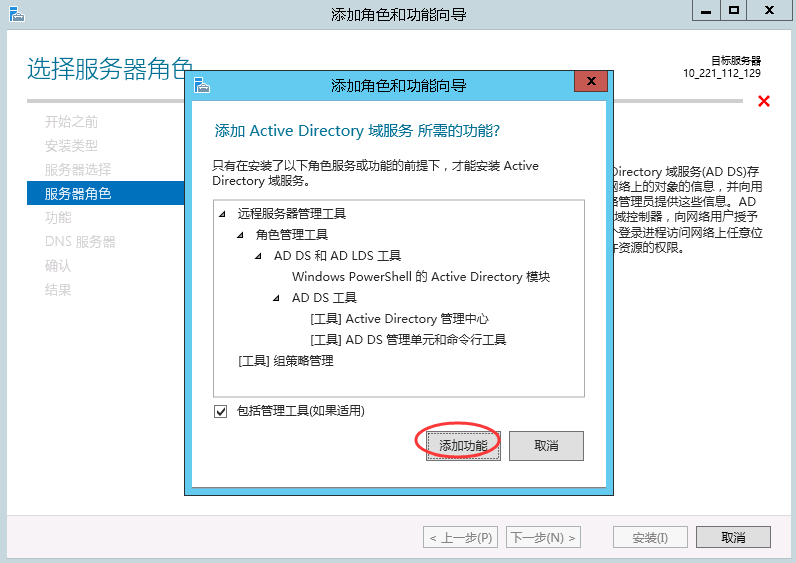 添加角色和功能向导
选择服务器角色
目标服务器
10_221_112_129
开始之前
安装类型
服务器选择
服务器角色
功能
DNS 服务器
确认
结果
添加角色和功能向导
添加 Active Directory 域服务 所需的功能?
只有在安装了以下角色服务或功能的前提下，才能安装 Active
Directory 域服务。
远程服务器管理工具
角色管理工具
AD DS 和 AD LDS 工具
Windows PowerShell 的 Active Directory 模块
AD DS 工具
[工具] Active Directory 管理中心
[工具] AD DS 管理单元和命令行工具
[工具] 组策略管理
包括管理工具(如果适用)
添加功能
取消
Directory 域服务(AD DS)存
网络上的对象的信息，并向用
管理员提供这些信息。AD
域控制器，向网络用户授予
个登录进程访问网络上任意位
资源的权限。
< 上一步(P)
下一步(N) >
安装(I)
取消